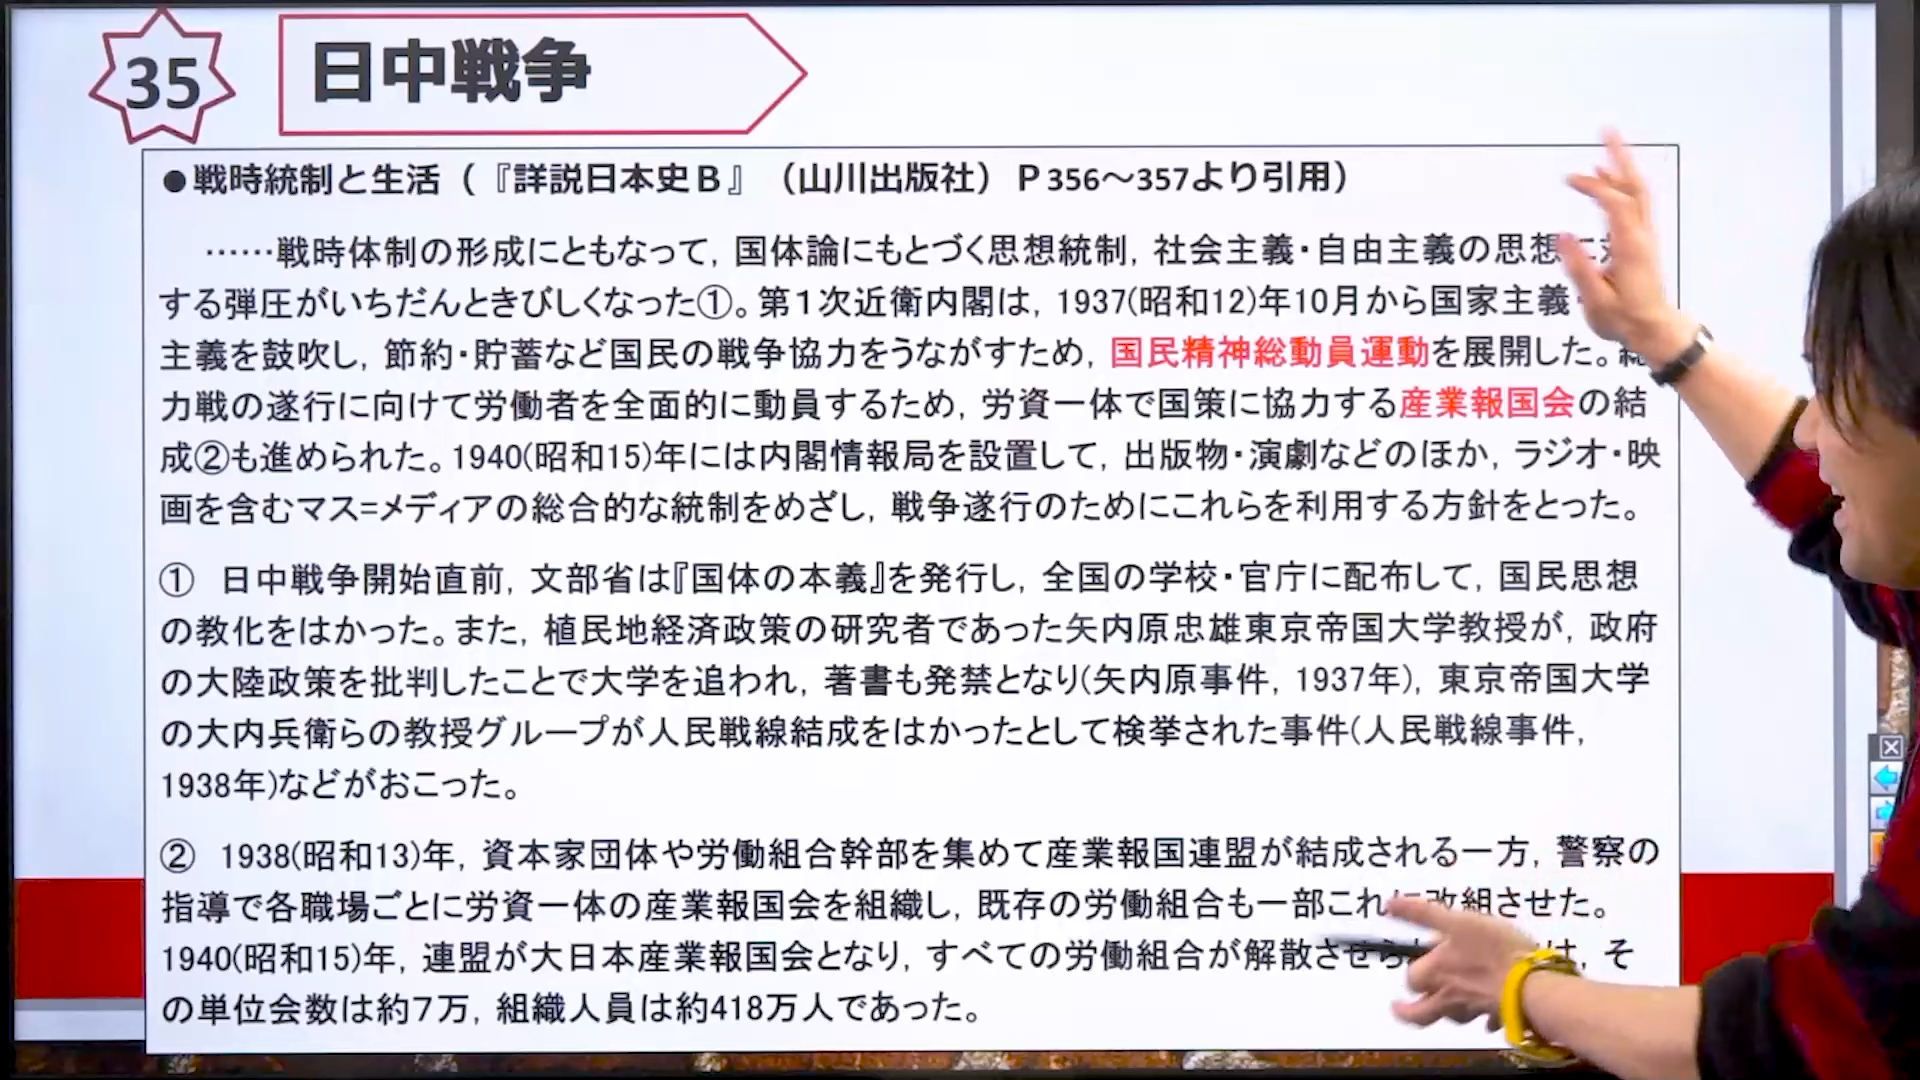 35
日中戦争
●戦時統制と生活（『詳説日本史Ｂ』（山川出版社）Ｐ356～357より引用）
……戦時体制の形成にともなって，国体論にもとづく思想統制，社会主義・自由主義の思想
する弾圧がいちだんときびしくなった①。第１次近衛内閣は，1937(昭和12)年10月から国家主義
主義を鼓吹し，節約・貯蓄など国民の戦争協力をうながすため，国民精神総動員運動を展開した。
力戦の遂行に向けて労働者を全面的に動員するため，労資一体で国策に協力する産業報国会の結
成②も進められた。1940(昭和15)年には内閣情報局を設置して，出版物・演劇などのほか，ラジオ・映
画を含むマス=メディアの総合的な統制をめざし，戦争遂行のためにこれらを利用する方針をとった。
①　日中戦争開始直前，文部省は『国体の本義』を発行し，全国の学校・官庁に配布して，国民思想
の教化をはかった。また，植民地経済政策の研究者であった矢内原忠雄東京帝国大学教授が，政府
の大陸政策を批判したことで大学を追われ，著書も発禁となり(矢内原事件，1937年)，東京帝国大学
の大内兵衛らの教授グループが人民戦線結成をはかったとして検挙された事件(人民戦線事件，
1938年)などがおこった。
②　1938(昭和13)年，資本家団体や労働組合幹部を集めて産業報国連盟が結成される一方，警察の
指導で各職場ごとに労資一体の産業報国会を組織し，既存の労働組合も一部これに改組させた。
1940(昭和15)年，連盟が大日本産業報国会となり，すべての労働組合が解散させら は，そ
の単位会数は約７万，組織人員は約418万人であった。